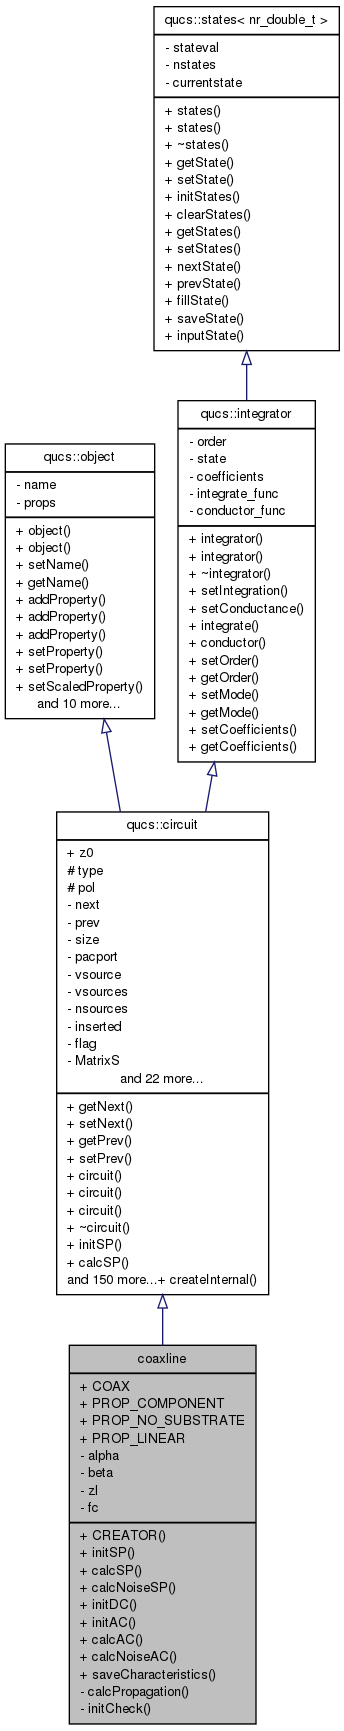 qucs::states< nr_double_t >
- stateval
- nstates
- currentstate
+ states()
+ states()
+ ~states()
+ getState()
+ setState()
+ initStates()
+ clearStates()
+ getStates()
+ setStates()
+ nextState()
+ prevState()
+ fillState()
+ saveState()
+ inputState()
qucs::integrator
- order
- state
- coefficients
- integrate_func
- conductor_func
+ integrator()
+ integrator()
+ ~integrator()
+ setIntegration()
+ setConductance()
+ integrate()
+ conductor()
+ setOrder()
+ getOrder()
+ setMode()
+ getMode()
+ setCoefficients()
+ getCoefficients()
qucs::object
- name
- props
+ object()
+ object()
+ setName()
+ getName()
+ addProperty()
+ addProperty()
+ addProperty()
+ setProperty()
+ setProperty()
+ setScaledProperty()
and 10 more...
qucs::circuit
+ z0
# type
# pol
- next
- prev
- size
- pacport
- vsource
- vsources
- nsources
- inserted
- flag
- MatrixS
and 22 more...
+ getNext()
+ setNext()
+ getPrev()
+ setPrev()
+ circuit()
+ circuit()
+ circuit()
+ ~circuit()
+ initSP()
+ calcSP()
and 150 more...+ createInternal()
coaxline
+ COAX
+ PROP_COMPONENT
+ PROP_NO_SUBSTRATE
+ PROP_LINEAR
- alpha
- beta
- zl
- fc
+ CREATOR()
+ initSP()
+ calcSP()
+ calcNoiseSP()
+ initDC()
+ initAC()
+ calcAC()
+ calcNoiseAC()
+ saveCharacteristics()
- calcPropagation()
- initCheck()